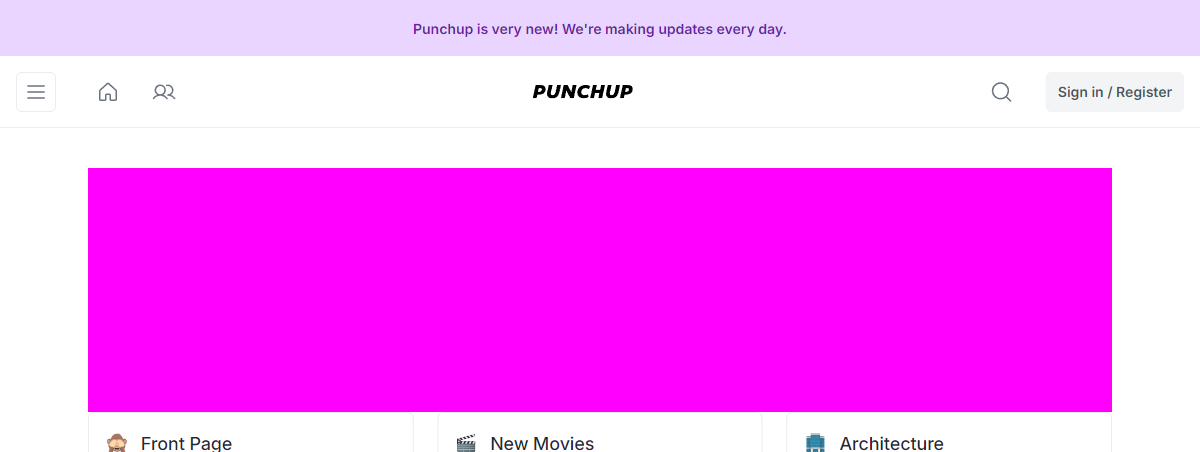 Punchup is very new! We're making updates every day.
PUNCHUP
Sign in / Register
Front Page
New Movies
Architecture